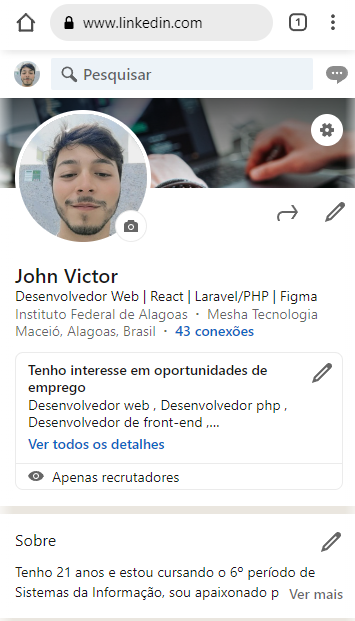 www.linkedin.com
1
Pesquisar
John Victor
Desenvolvedor Web | React | Laravel/PHP | Figma
Instituto Federal de Alagoas · Mesha Tecnologia
Maceió, Alagoas, Brasil · 43 conexões
Tenho interesse em oportunidades de
emprego
Desenvolvedor web , Desenvolvedor php ,
Desenvolvedor de front-end ,...
Ver todos os detalhes
Apenas recrutadores
Sobre
Tenho 21 anos e estou cursando o 6º período de
Sistemas da Informação, sou apaixonado p Ver mais